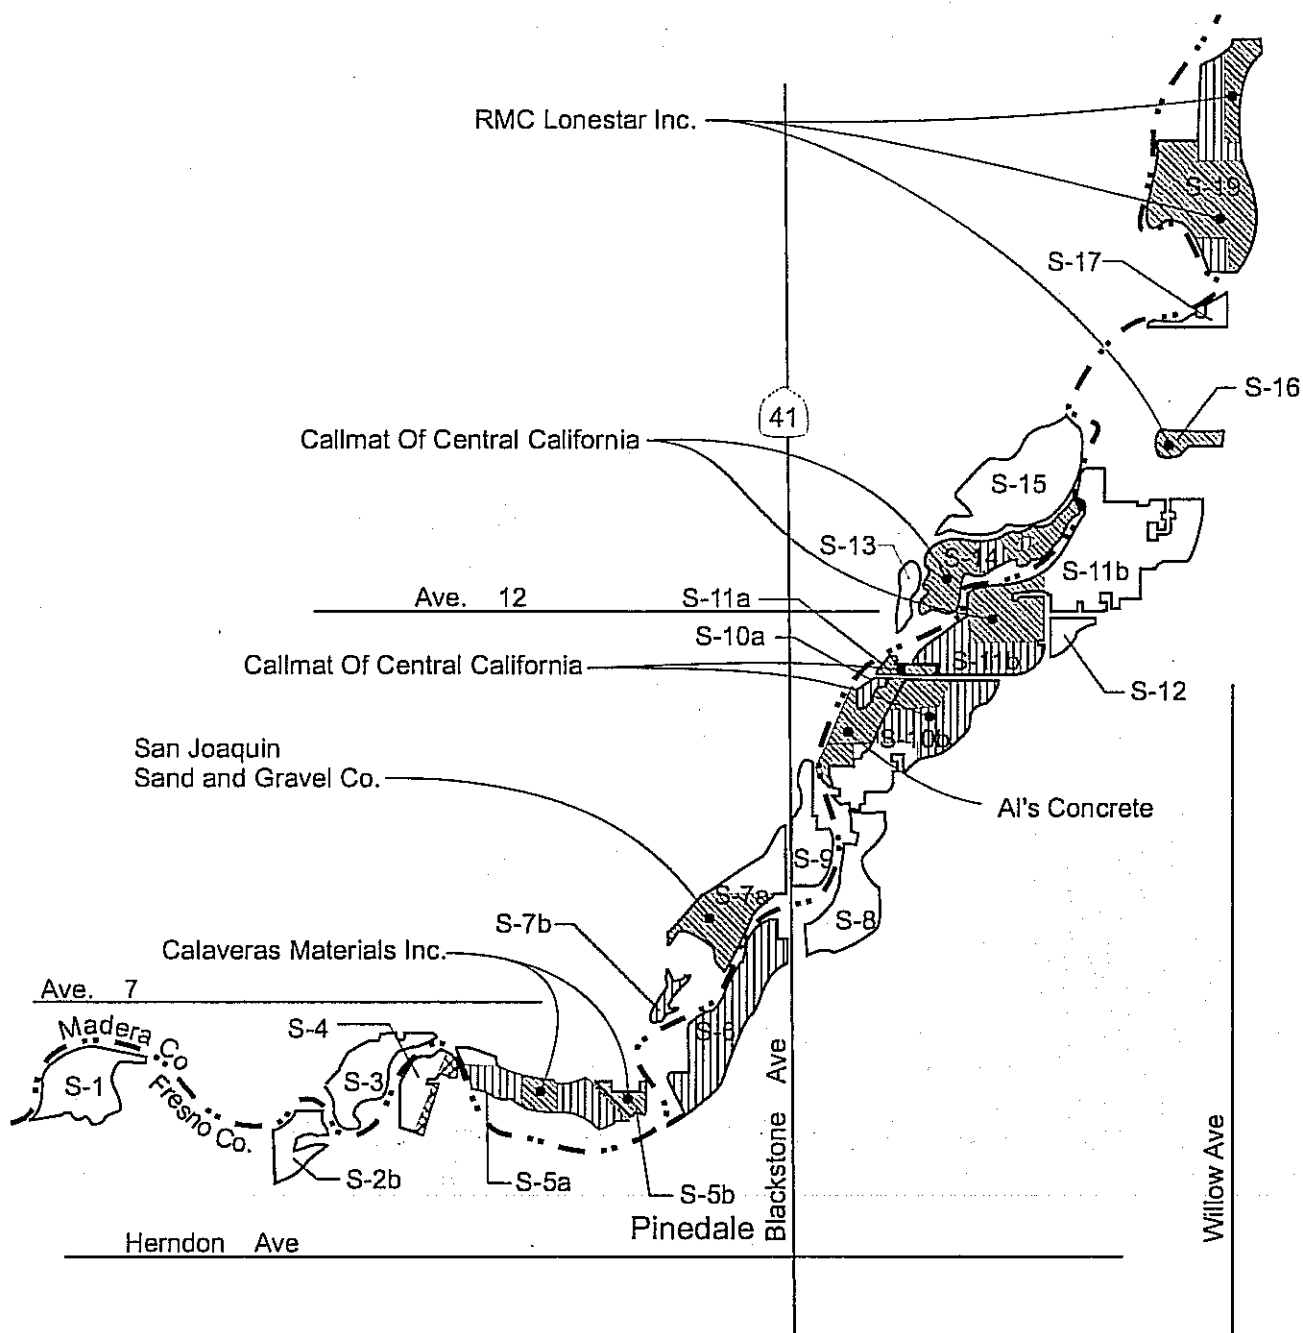 RMC Lonestar Inc.
S-19
S-17
S-16
41
Callmat Of Central California
S-15
S-13
S-14
S-11b
Ave. 12
S-11a
S-10a
Callmat Of Central California
S-11b
S-12
San Joaquin
Sand and Gravel Co.
S-10b
Al's Concrete
S-9
S-7a
S-8
S-7b
Calaveras Materials Inc.
Ave. 7
Madera Co
S-4
S-6
S-3
S-1
Fresno Co.
S-2b
S-5a
S-5b
Blackstone Ave
Willow Ave
Pinedale
Herndon Ave